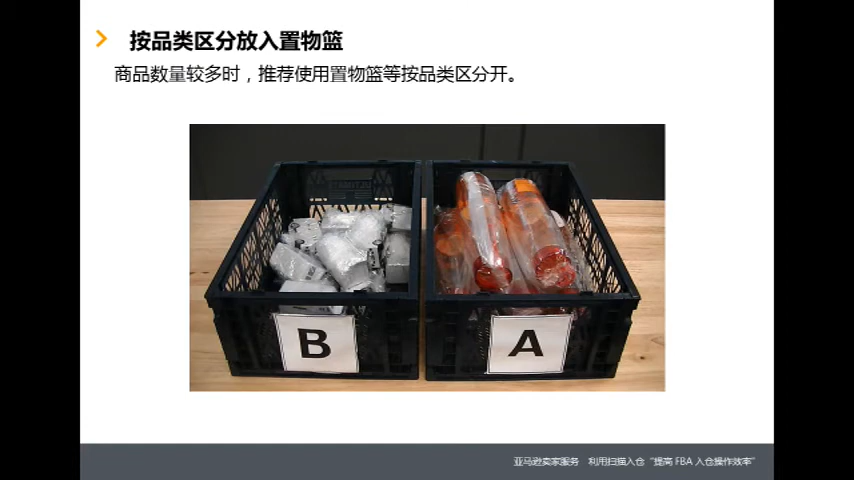 按品类区分放入置物篮
商品数量较多时，推荐使用置物篮等按品类区分开。
B
A
亚马逊卖家服务 利用扫描入仓“提高 FBA 入仓操作效率”